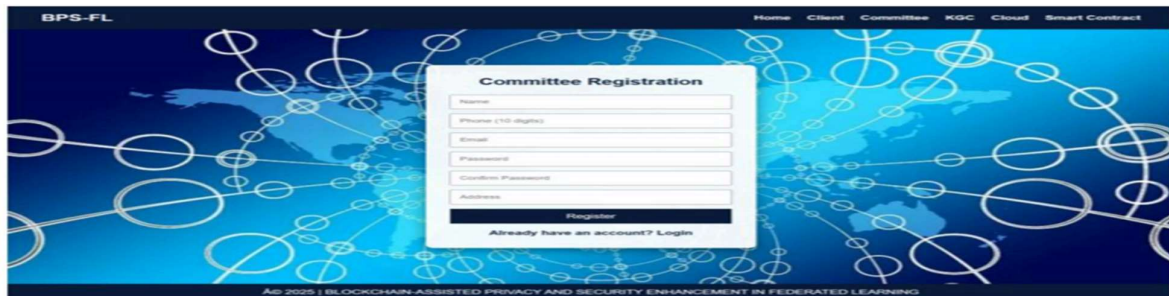 BPS-FL
Home Client Committee KGC Cloud Smart Contract
Committee Registration
Name
Phone (10 digits)
Email
Password
Confirm Password
Address
Register
Already have an account? Login
Â© 2025 | BLOCKCHAIN-ASSISTED PRIVACY AND SECURITY ENHANCEMENT IN FEDERATED LEARNING